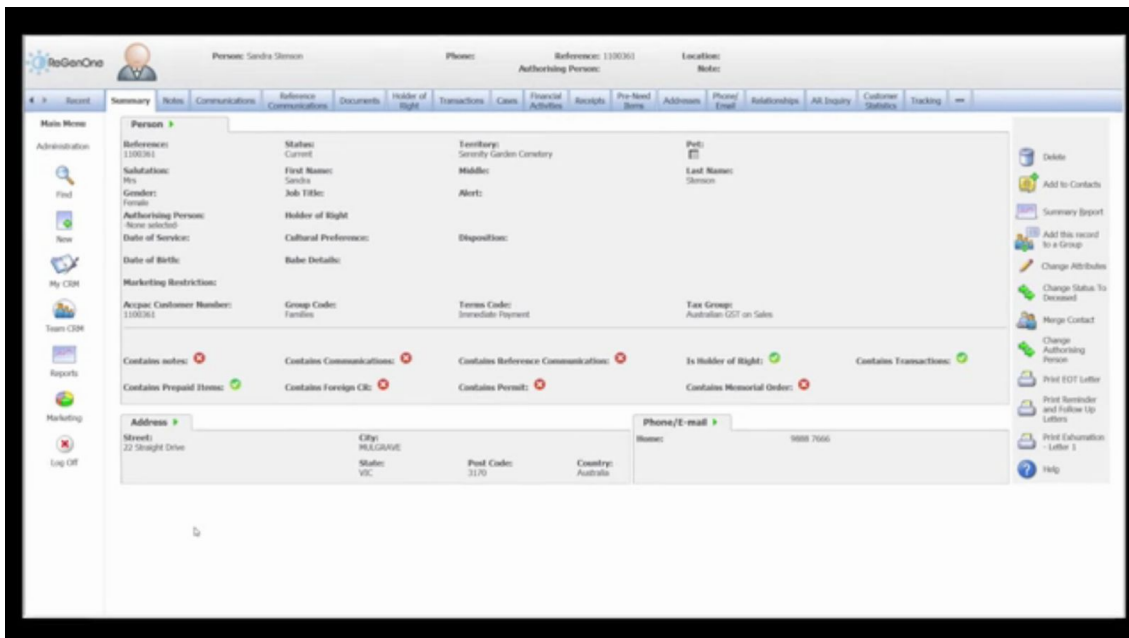 ReGenOne
Person: Sandra Stenson Phone: Reference: 1100361 Location:
Authorising Person: Note:
Recent Summary Notes Communications Reference Communications Documents Holder of Right Transactions Cases Financial Activities Receipts Pre-Need Items Addresses Phone/ Email Relationships AR Inquiry Customer Statistics Tracking
Main Menu
Administration
Find
New
My CRM
Team CRM
Reports
Marketing
Log Off
Person
Reference: Status: Territory: Pet:
1100361 Current Serenity Garden Cemetery
Salutation: First Name: Middle: Last Name:
Mrs Sandra Stenson
Gender: Job Title: Alert:
Female
Authorising Person: Holder of Right
-None selected-
Date of Service: Cultural Preference: Disposition:
Date of Birth: Babe Details:
Marketing Restriction:
Accpac Customer Number: Group Code: Terms Code: Tax Group:
1100361 Families Immediate Payment Australian GST on Sales
Contains notes: Contains Communications: Contains Reference Communication: Is Holder of Right: Contains Transactions:
Contains Prepaid Items: Contains Foreign CR: Contains Permit: Contains Memorial Order:
Address
Street: City:
22 Straight Drive MULGRAVE
State: Post Code: Country:
VIC 3170 Australia
Phone/E-mail
Home: 9888 7666
Delete
Add to Contacts
Summary Report
Add this record
to a Group
Change Attributes
Change Status To
Deceased
Merge Contact
Change
Authorising
Person
Print EOT Letter
Print Reminder
and Follow Up
Letters
Print Exhumation
- Letter 1
Help